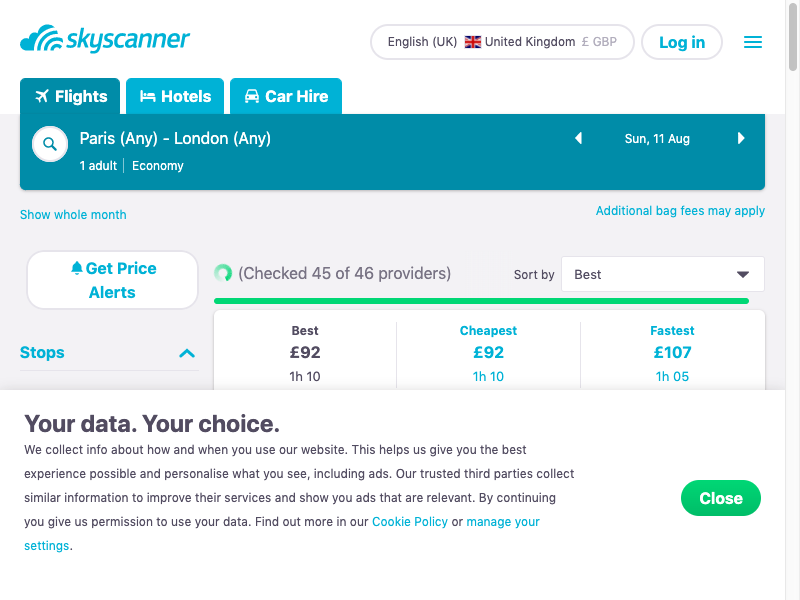 skyscanner
English (UK) United Kingdom £ GBP
Log in
Flights
Hotels
Car Hire
Paris (Any) - London (Any)
1 adult Economy
Sun, 11 Aug
Show whole month
Additional bag fees may apply
Get Price
Alerts
(Checked 45 of 46 providers)
Sort by
Best
Best
£92
1h 10
Cheapest
£92
1h 10
Fastest
£107
1h 05
Stops
Your data. Your choice.
We collect info about how and when you use our website. This helps us give you the best
experience possible and personalise what you see, including ads. Our trusted third parties collect
similar information to improve their services and show you ads that are relevant. By continuing
you give us permission to use your data. Find out more in our Cookie Policy or manage your
settings.
Close